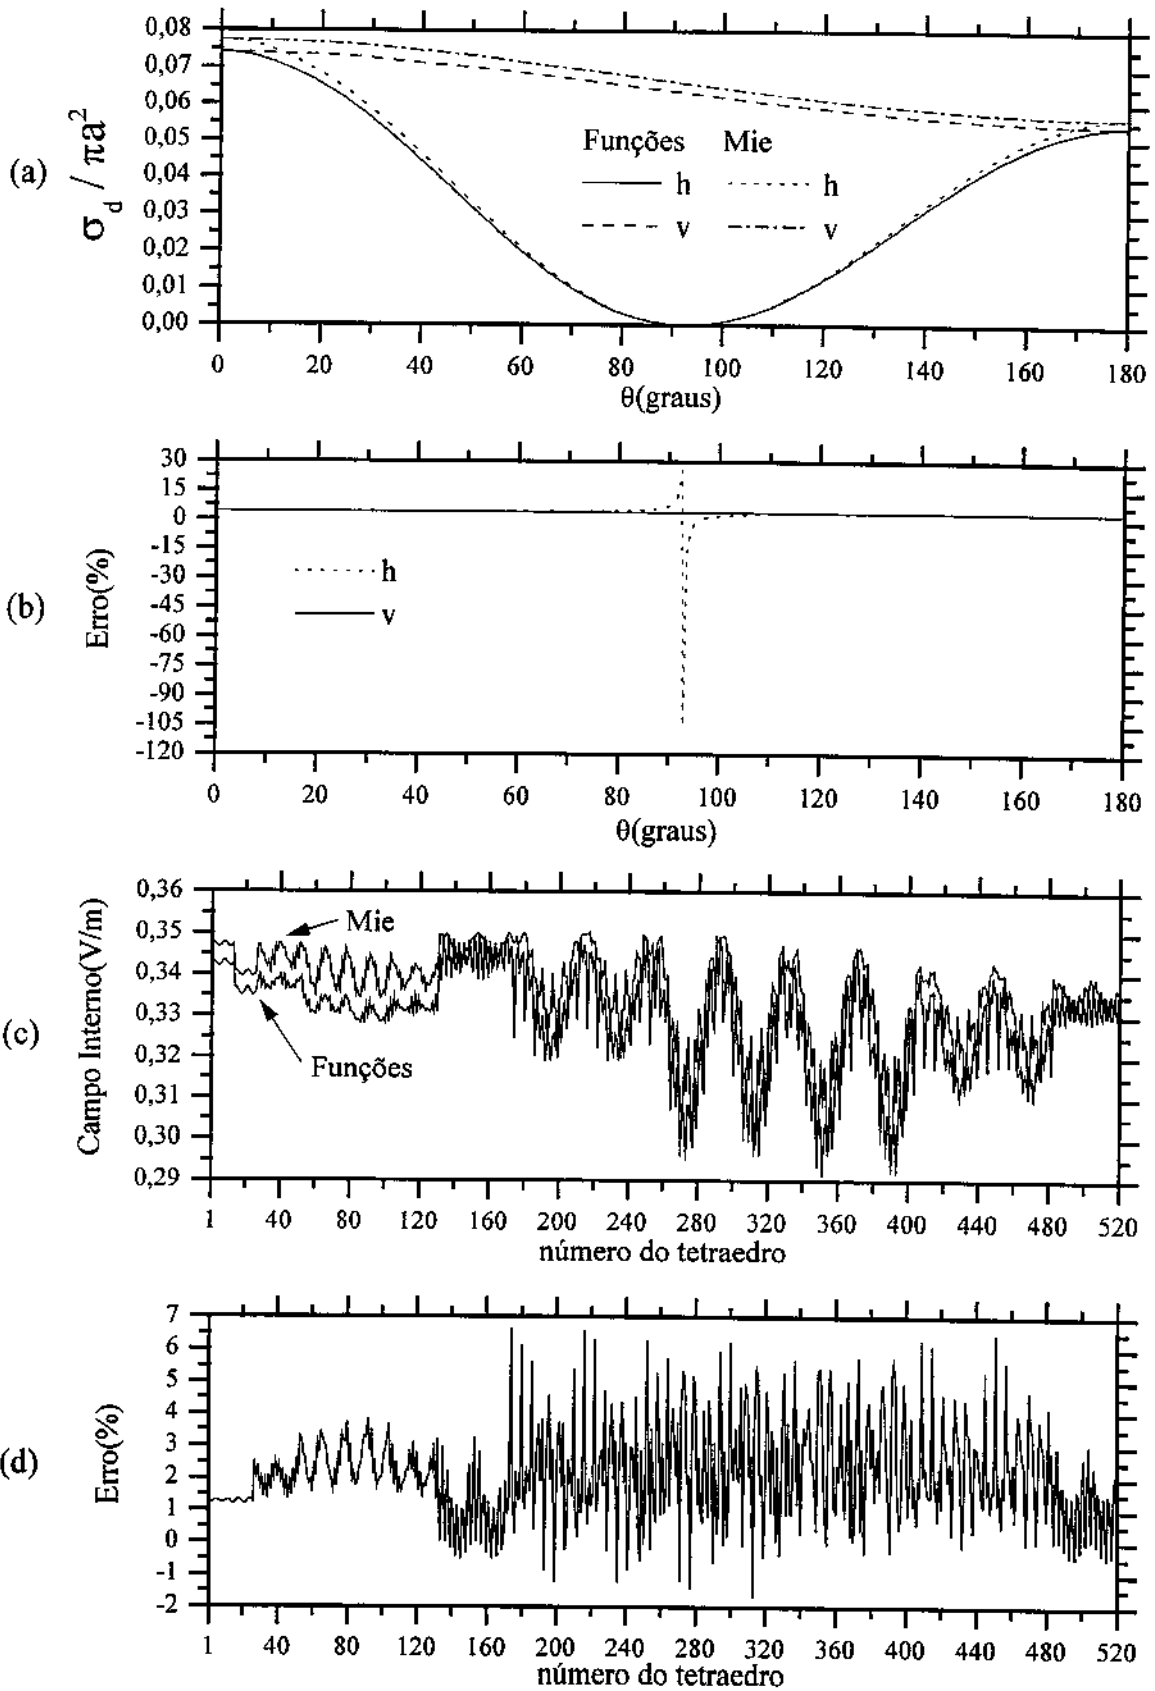 (a)
σd / πa²
0,08
0,07
0,06
0,05
0,04
0,03
0,02
0,01
0,00
Funções Mie
h h
v v
0 20 40 60 80 100 120 140 160 180
θ(graus)
(b)
Erro(%)
30
15
0
-15
-30
-45
-60
-75
-90
-105
-120
h
v
0 20 40 60 80 100 120 140 160 180
θ(graus)
(c)
Campo Interno(V/m)
0,36
0,35
0,34
0,33
0,32
0,31
0,30
0,29
Mie
Funções
1 40 80 120 160 200 240 280 320 360 400 440 480 520
número do tetraedro
(d)
Erro(%)
7
6
5
4
3
2
1
0
-1
-2
1 40 80 120 160 200 240 280 320 360 400 440 480 520
número do tetraedro